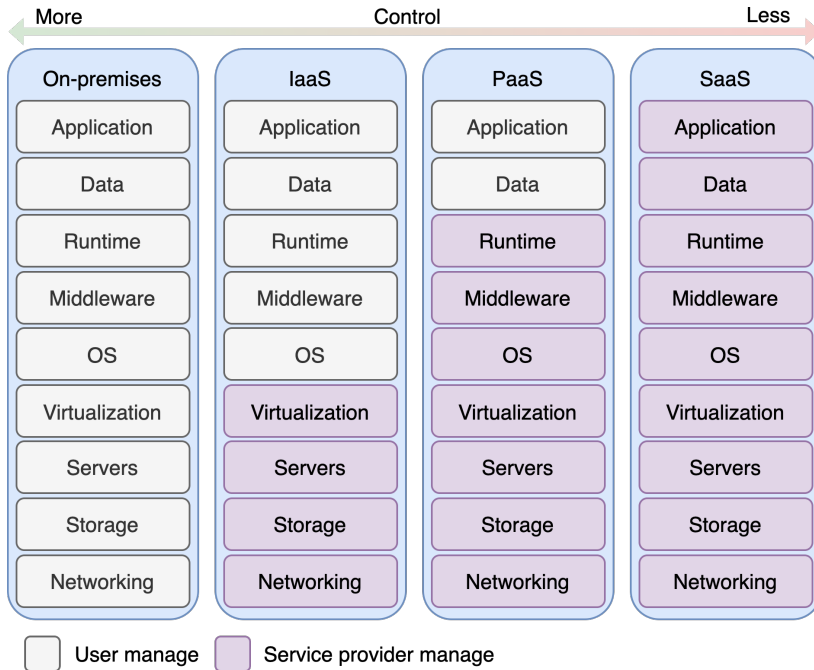 More Control Less
On-premises IaaS PaaS SaaS
Application Application Application Application
Data Data Data Data
Runtime Runtime Runtime Runtime
Middleware Middleware Middleware Middleware
OS OS OS OS
Virtualization Virtualization Virtualization Virtualization
Servers Servers Servers Servers
Storage Storage Storage Storage
Networking Networking Networking Networking
User manage Service provider manage